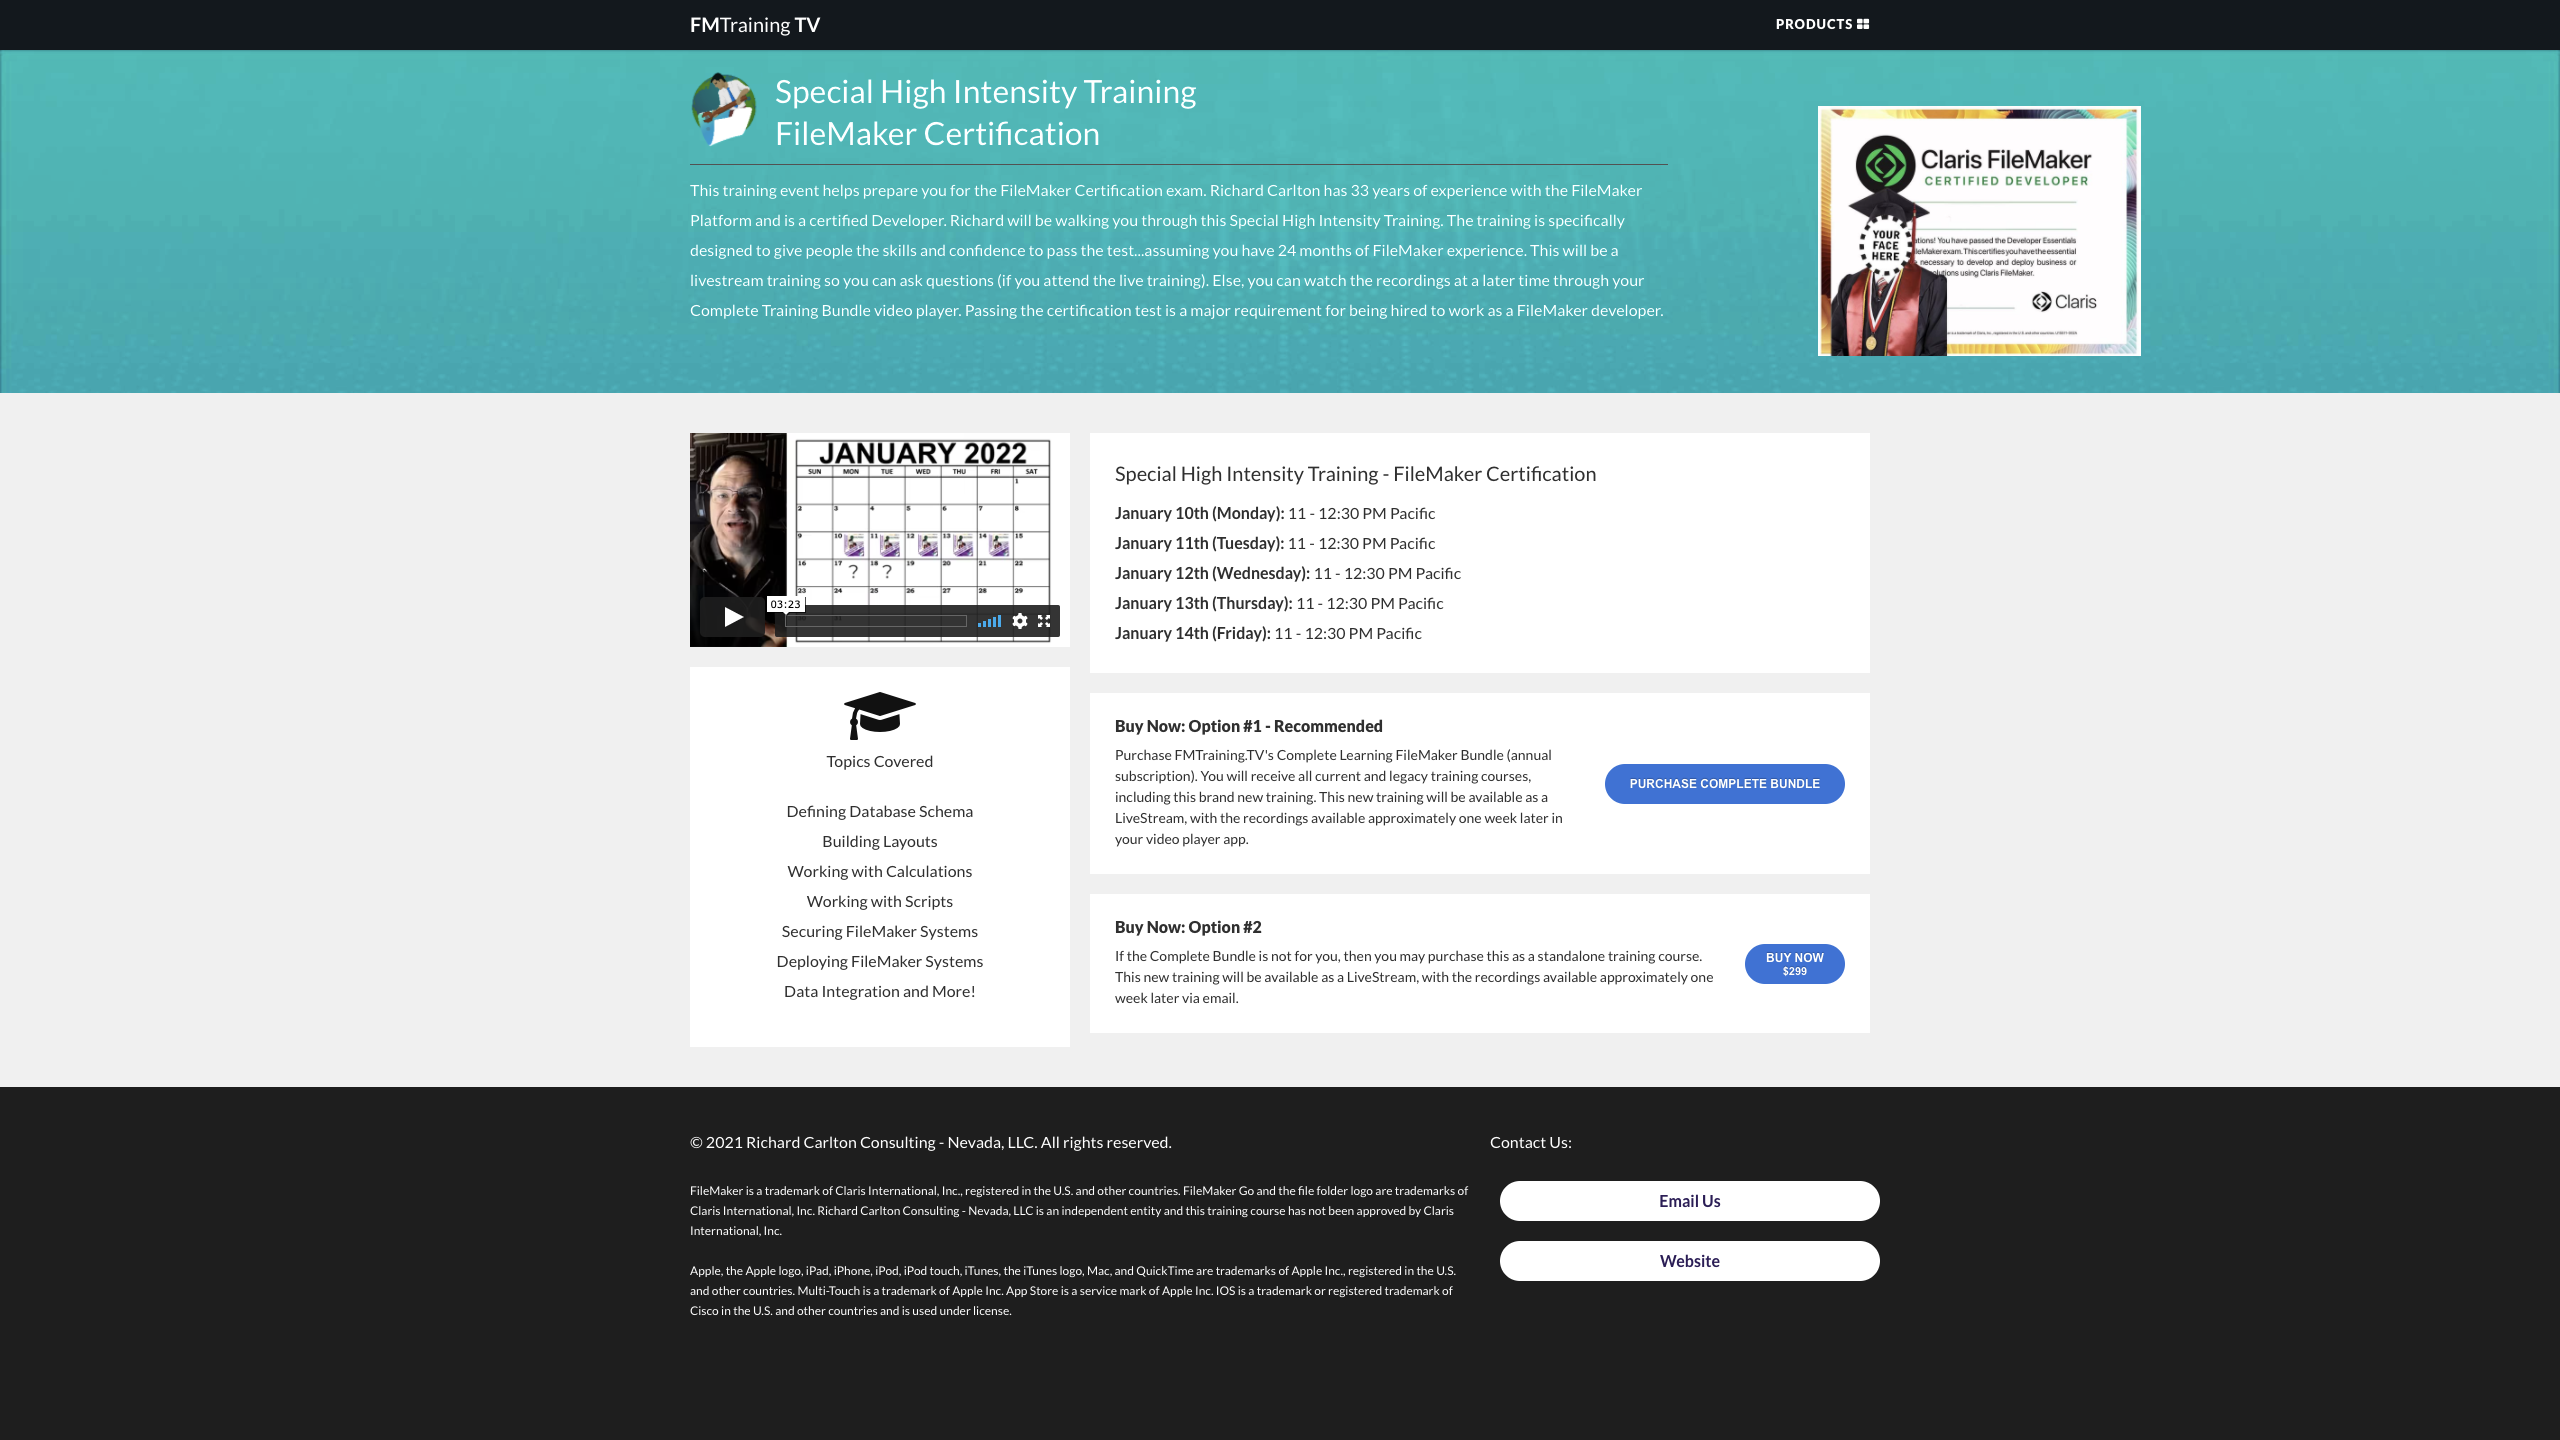 FMTraining TV
PRODUCTS
Special High Intensity Training
FileMaker Certification
This training event helps prepare you for the FileMaker Certification exam. Richard Carlton has 33 years of experience with the FileMaker
Platform and is a certified Developer. Richard will be walking you through this Special High Intensity Training. The training is specifically
designed to give people the skills and confidence to pass the test...assuming you have 24 months of FileMaker experience. This will be a
livestream training so you can ask questions (if you attend the live training). Else, you can watch the recordings at a later time through your
Complete Training Bundle video player. Passing the certification test is a major requirement for being hired to work as a FileMaker developer.
Claris FileMaker
CERTIFIED DEVELOPER
YOUR
FACE
HERE
ations! You have passed the Developer Essentials
leMaker exam. This certifies you have the essential
necessary to develop and deploy business or
olutions using Claris FileMaker.
Claris
JANUARY 2022
SUN MON TUE WED THU FRI SAT
1
2 3 4 5 6 7 8
9 10 11 12 13 14 15
16 17 ? 18 ? 19 20 21 22
23 24 25 26 27 28 29
03:23
Special High Intensity Training - FileMaker Certification
January 10th (Monday): 11 - 12:30 PM Pacific
January 11th (Tuesday): 11 - 12:30 PM Pacific
January 12th (Wednesday): 11 - 12:30 PM Pacific
January 13th (Thursday): 11 - 12:30 PM Pacific
January 14th (Friday): 11 - 12:30 PM Pacific
Topics Covered
Defining Database Schema
Building Layouts
Working with Calculations
Working with Scripts
Securing FileMaker Systems
Deploying FileMaker Systems
Data Integration and More!
Buy Now: Option #1 - Recommended
Purchase FMTraining.TV's Complete Learning FileMaker Bundle (annual
subscription). You will receive all current and legacy training courses,
including this brand new training. This new training will be available as a
LiveStream, with the recordings available approximately one week later in
your video player app.
PURCHASE COMPLETE BUNDLE
Buy Now: Option #2
If the Complete Bundle is not for you, then you may purchase this as a standalone training course.
This new training will be available as a LiveStream, with the recordings available approximately one
week later via email.
BUY NOW
$299
© 2021 Richard Carlton Consulting - Nevada, LLC. All rights reserved.
FileMaker is a trademark of Claris International, Inc., registered in the U.S. and other countries. FileMaker Go and the file folder logo are trademarks of
Claris International, Inc. Richard Carlton Consulting - Nevada, LLC is an independent entity and this training course has not been approved by Claris
International, Inc.
Apple, the Apple logo, iPad, iPhone, iPod, iPod touch, iTunes, the iTunes logo, Mac, and QuickTime are trademarks of Apple Inc., registered in the U.S.
and other countries. Multi-Touch is a trademark of Apple Inc. App Store is a service mark of Apple Inc. IOS is a trademark or registered trademark of
Cisco in the U.S. and other countries and is used under license.
Contact Us:
Email Us
Website